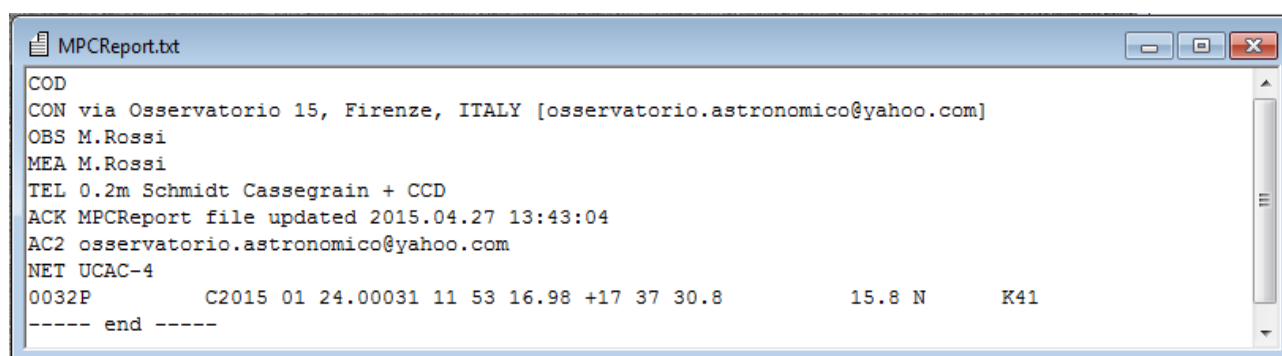 MPCReport.txt
COD
CON via Osservatorio 15, Firenze, ITALY [osservatorio.astronomico@yahoo.com]
OBS M.Rossi
MEA M.Rossi
TEL 0.2m Schmidt Cassegrain + CCD
ACK MPCReport file updated 2015.04.27 13:43:04
AC2 osservatorio.astronomico@yahoo.com
NET UCAC-4
0032P         C2015 01 24.00031 11 53 16.98 +17 37 30.8          15.8 N      K41
----- end -----